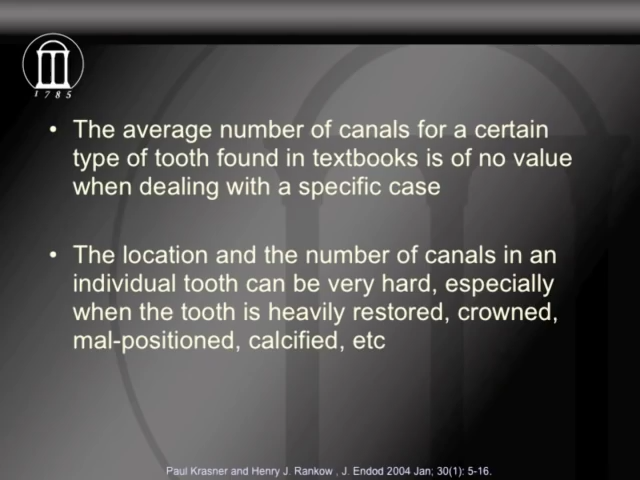 1785
• The average number of canals for a certain
type of tooth found in textbooks is of no value
when dealing with a specific case
• The location and the number of canals in an
individual tooth can be very hard, especially
when the tooth is heavily restored, crowned,
mal-positioned, calcified, etc
Paul Krasner and Henry J. Rankow , J. Endod 2004 Jan; 30(1): 5-16.